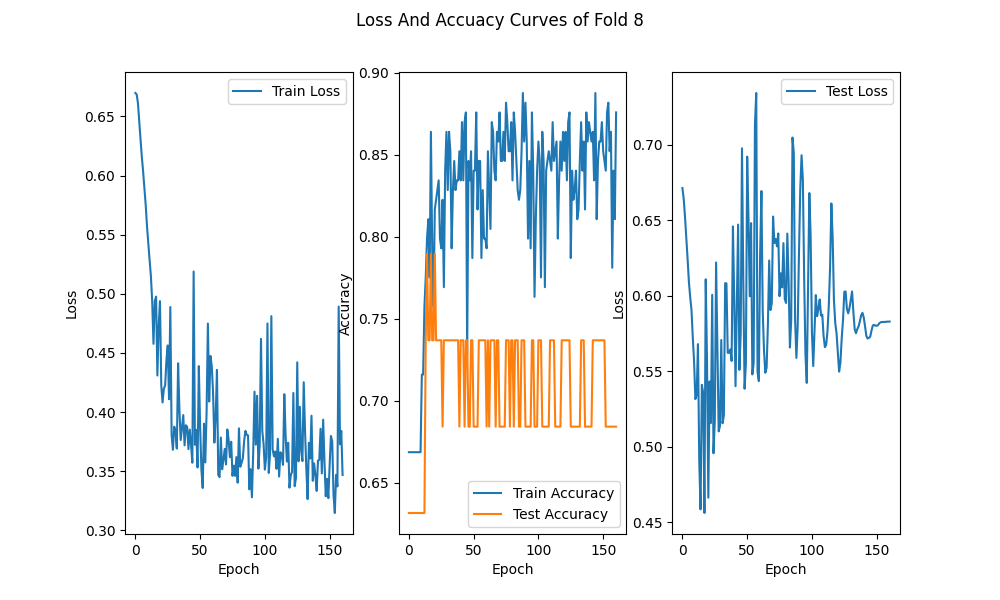 Loss And Accuacy Curves of Fold 8
Loss
0.65
0.60
0.55
0.50
0.45
0.40
0.35
0.30
0
50
100
150
Epoch
Train Loss
Accuracy
0.90
0.85
0.80
0.75
0.70
0.65
0
50
100
150
Epoch
Train Accuracy
Test Accuracy
Loss
0.70
0.65
0.60
0.55
0.50
0.45
0
50
100
150
Epoch
Test Loss